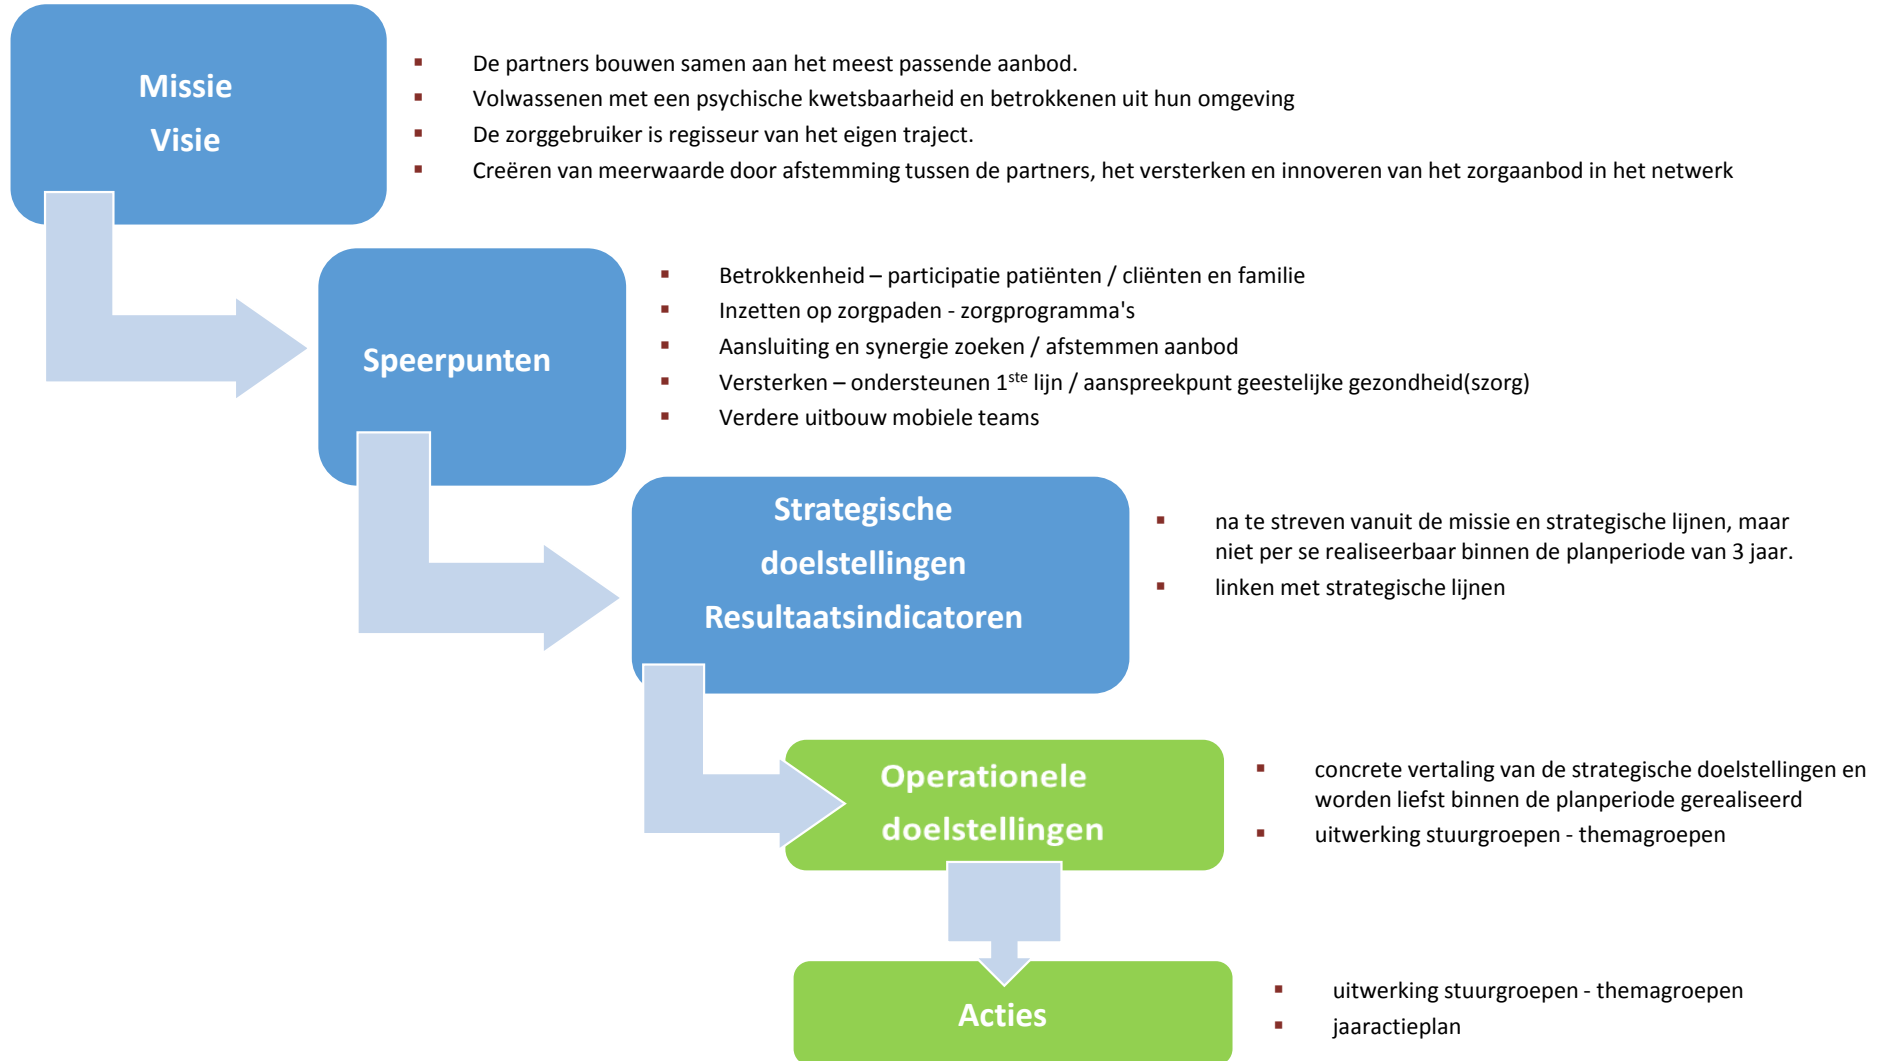 Missie
Visie
▪ De partners bouwen samen aan het meest passende aanbod.
▪ Volwassenen met een psychische kwetsbaarheid en betrokkenen uit hun omgeving
▪ De zorggebruiker is regisseur van het eigen traject.
▪ Creëren van meerwaarde door afstemming tussen de partners, het versterken en innoveren van het zorgaanbod in het netwerk
Speerpunten
▪ Betrokkenheid – participatie patiënten / cliënten en familie
▪ Inzetten op zorgpaden - zorgprogramma's
▪ Aansluiting en synergie zoeken / afstemmen aanbod
▪ Versterken – ondersteunen 1ste lijn / aanspreekpunt geestelijke gezondheid(szorg)
▪ Verdere uitbouw mobiele teams
Strategische
doelstellingen
Resultaatsindicatoren
▪ na te streven vanuit de missie en strategische lijnen, maar
niet per se realiseerbaar binnen de planperiode van 3 jaar.
▪ linken met strategische lijnen
Operationele
doelstellingen
▪ concrete vertaling van de strategische doelstellingen en
worden liefst binnen de planperiode gerealiseerd
▪ uitwerking stuurgroepen - themagroepen
Acties
▪ uitwerking stuurgroepen - themagroepen
▪ jaaractieplan